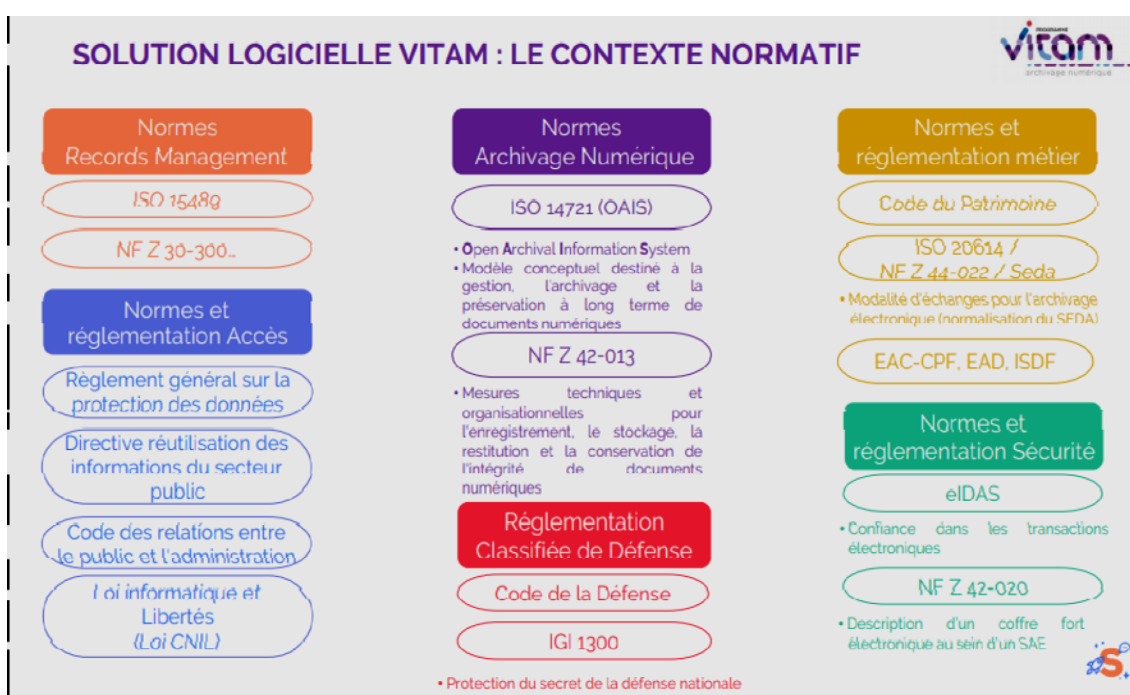 SOLUTION LOGICIELLE VITAM : LE CONTEXTE NORMATIF
PROGRAMME
vitam
archivage numérique
Normes
Records Management
ISO 15489
NF Z 30-300...
Normes et
réglementation Accès
Règlement général sur la
protection des données
Directive réutilisation des
informations du secteur
public
Code des relations entre
le public et l'administration
Loi informatique et
Libertés
(Loi CNIL)
Normes
Archivage Numérique
ISO 14721 (OAIS)
• Open Archival Information System
• Modèle conceptuel destiné à la
gestion, l'archivage et la
préservation à long terme de
documents numériques
NF Z 42-013
• Mesures techniques et
organisationnelles pour
l'enregistrement, le stockage, la
restitution et la conservation de
l'intégrité de documents
numériques
Réglementation
Classifiée de Défense
Code de la Défense
IGI 1300
• Protection du secret de la défense nationale
Normes et
réglementation métier
Code du Patrimoine
ISO 20614 /
NF Z 44-022 / Seda
• Modalité d'échanges pour l'archivage
électronique (normalisation du SEDA)
EAC-CPF, EAD, ISDF
Normes et
réglementation Sécurité
eIDAS
• Confiance dans les transactions
électroniques
NF Z 42-020
• Description d'un coffre fort
électronique au sein d'un SAE
S